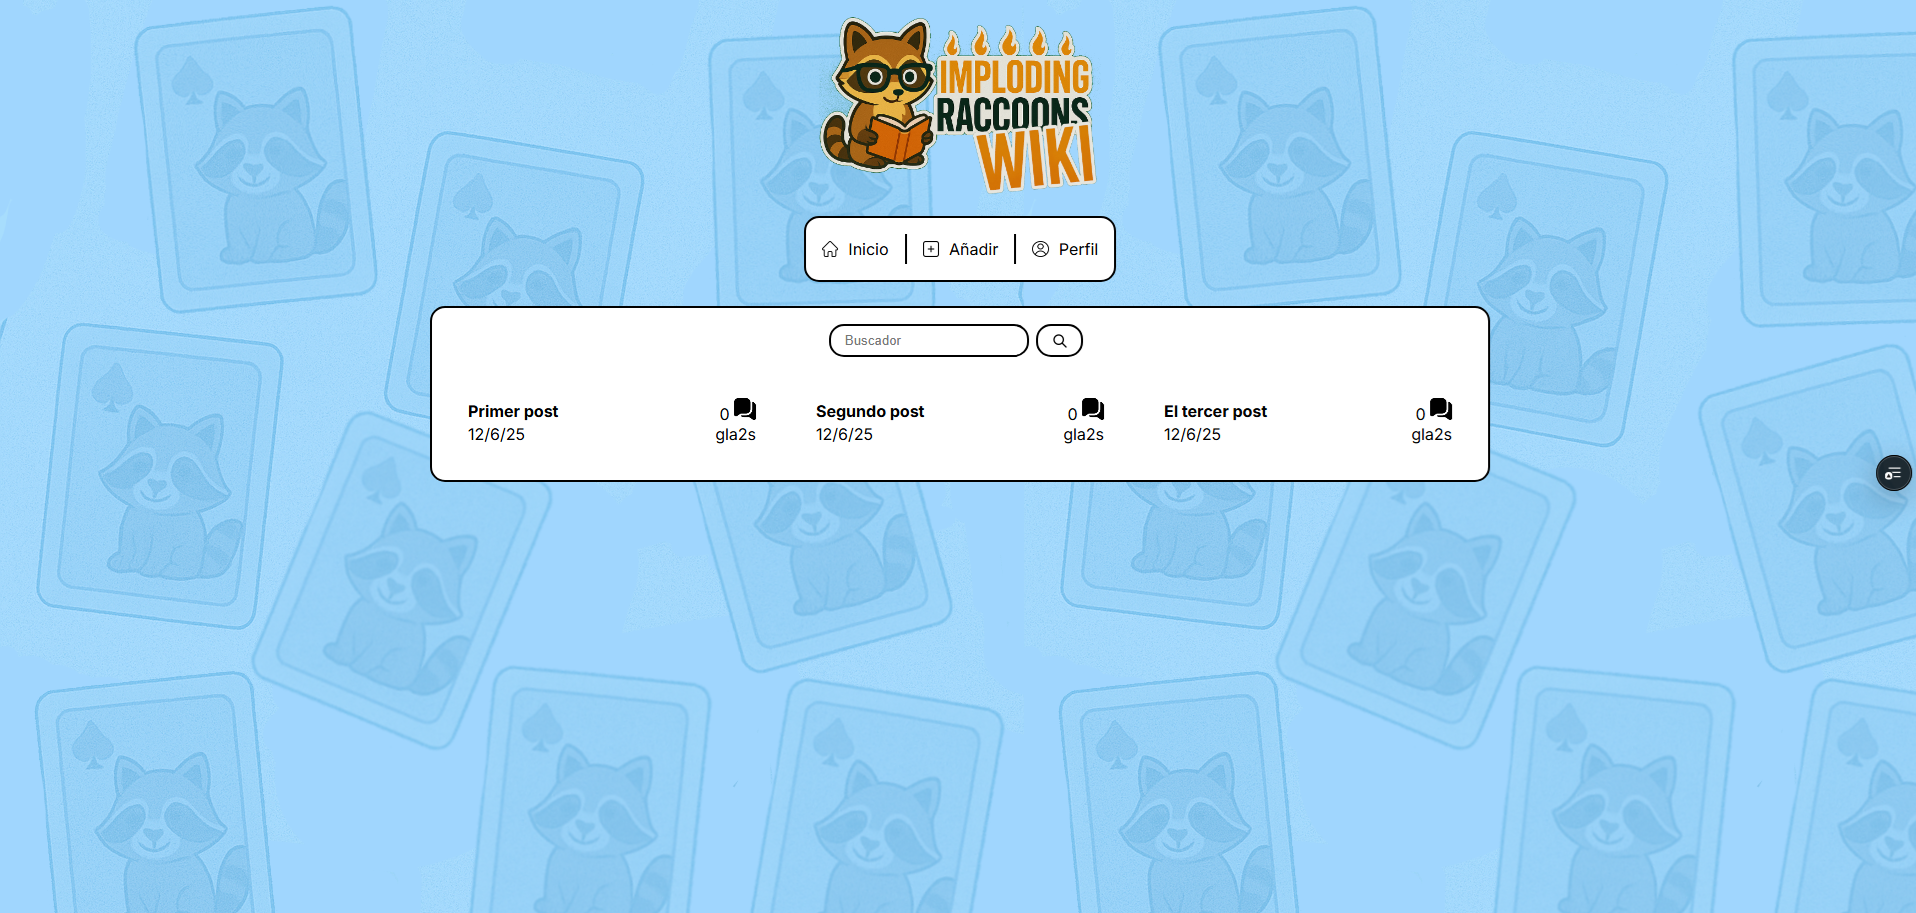 IMPLODING
RACCOONS
WIKI
Inicio
Añadir
Perfil
Buscador
Primer post
0
12/6/25
gla2s
Segundo post
0
12/6/25
gla2s
El tercer post
0
12/6/25
gla2s